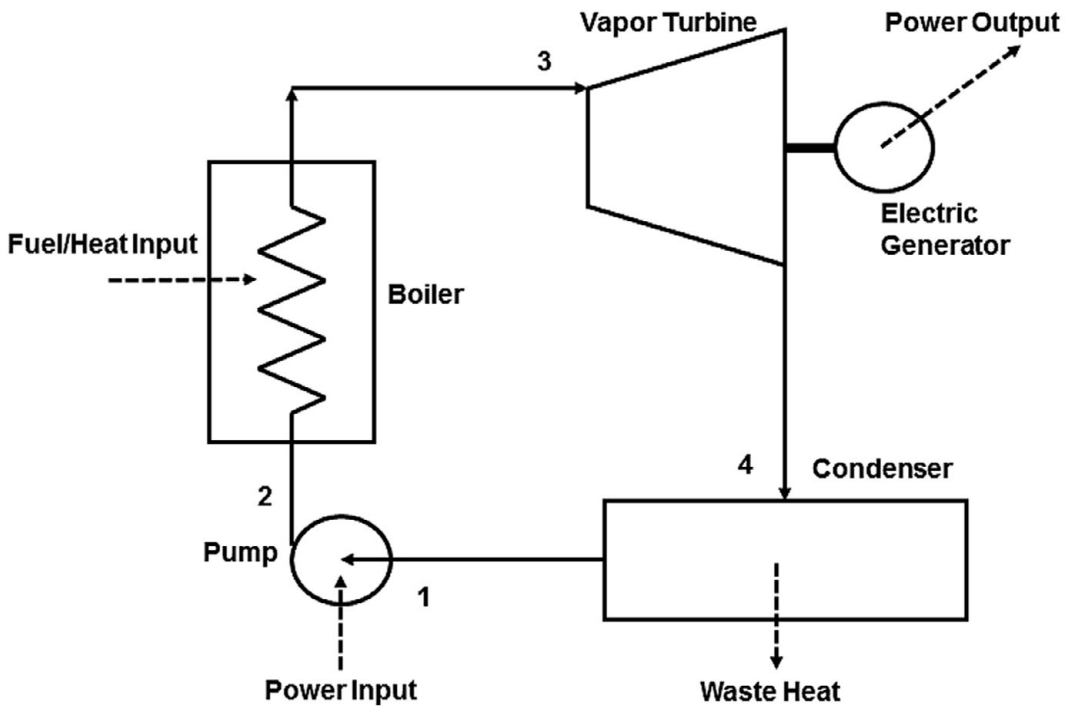 Vapor Turbine
Power Output
3
Electric
Generator
Fuel/Heat Input
Boiler
4
Condenser
2
Pump
1
Power Input
Waste Heat